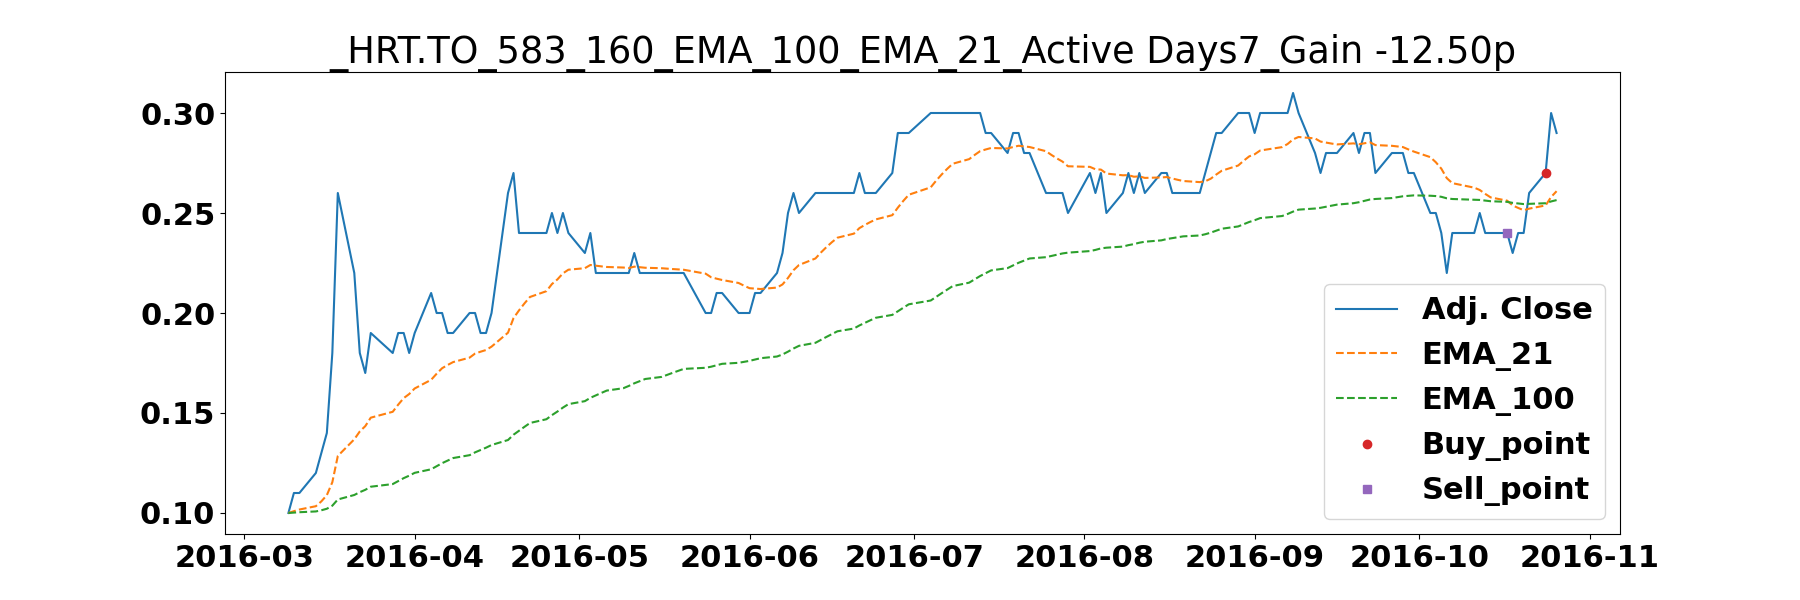 _HRT.TO_583_160_EMA_100_EMA_21_Active Days7_Gain -12.50p
0.30
0.25
0.20
0.15
0.10
2016-03 2016-04 2016-05 2016-06 2016-07 2016-08 2016-09 2016-10 2016-11
Adj. Close
EMA_21
EMA_100
Buy_point
Sell_point